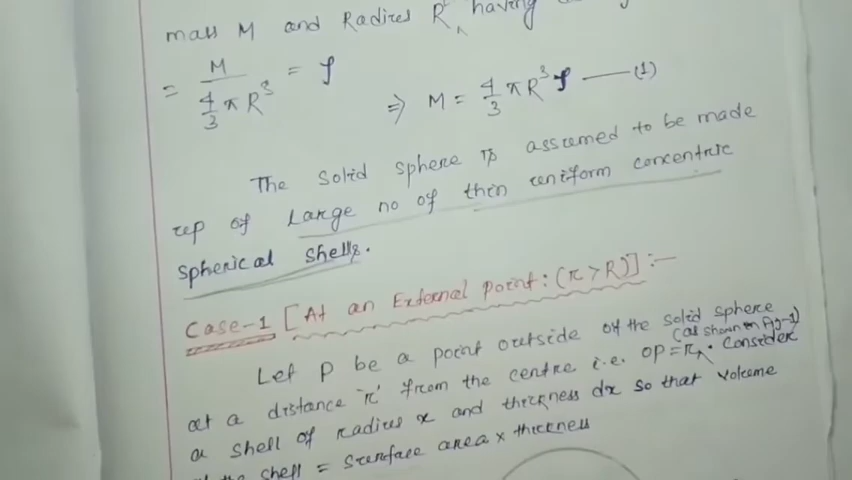 mass M and Radius R, having
= M / (4/3 π R³) = ρ
⇒ M = 4/3 π R³ ρ —— (1)
The solid sphere is assumed to be made
up of Large no of thin uniform concentric
spherical shells.
Case-1 [At an External point: (r > R)] :-
Let P be a point outside of the solid sphere
at a distance 'r' from the centre i.e. OP = r (as shown in Fig-1). Consider
a shell of radius x and thickness dx so that volume
the shell = surface area × thickness